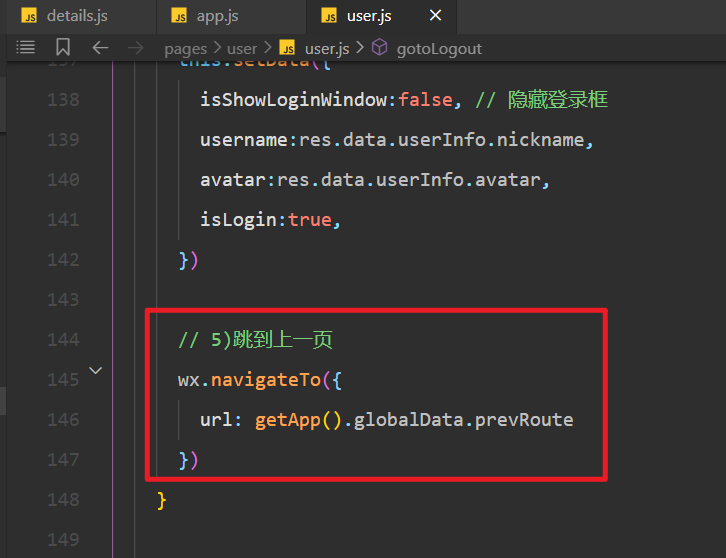 JS details.js JS app.js JS user.js ×
pages > user > JS user.js > gotoLogout
137 this.setData({
138 isShowLoginWindow:false, // 隐藏登录框
139 username:res.data.userInfo.nickname,
140 avatar:res.data.userInfo.avatar,
141 isLogin:true,
142 })
143
144 // 5)跳到上一页
145 wx.navigateTo({
146 url: getApp().globalData.prevRoute
147 })
148 }
149